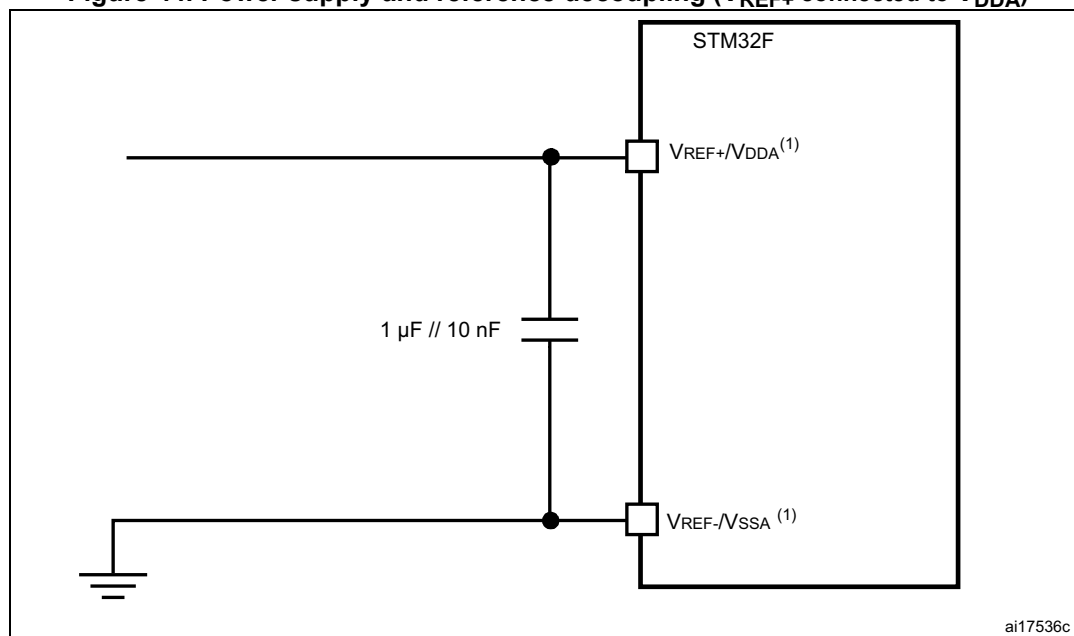 STM32F
VREF+/VDDA(1)
1 µF // 10 nF
VREF-/VSSA (1)
ai17536c